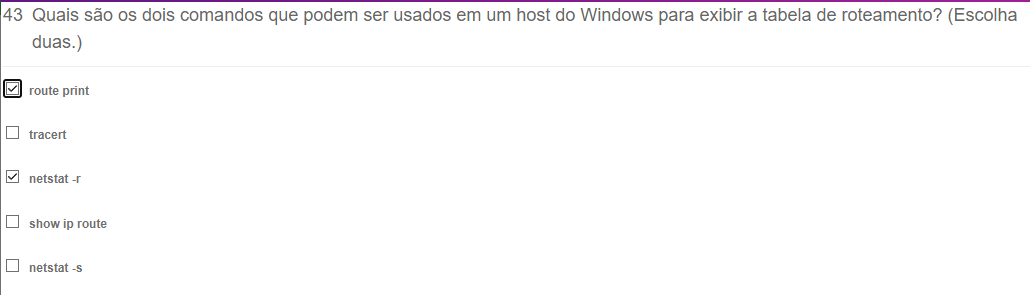 43 Quais são os dois comandos que podem ser usados em um host do Windows para exibir a tabela de roteamento? (Escolha
duas.)
route print
tracert
netstat -r
show ip route
netstat -s